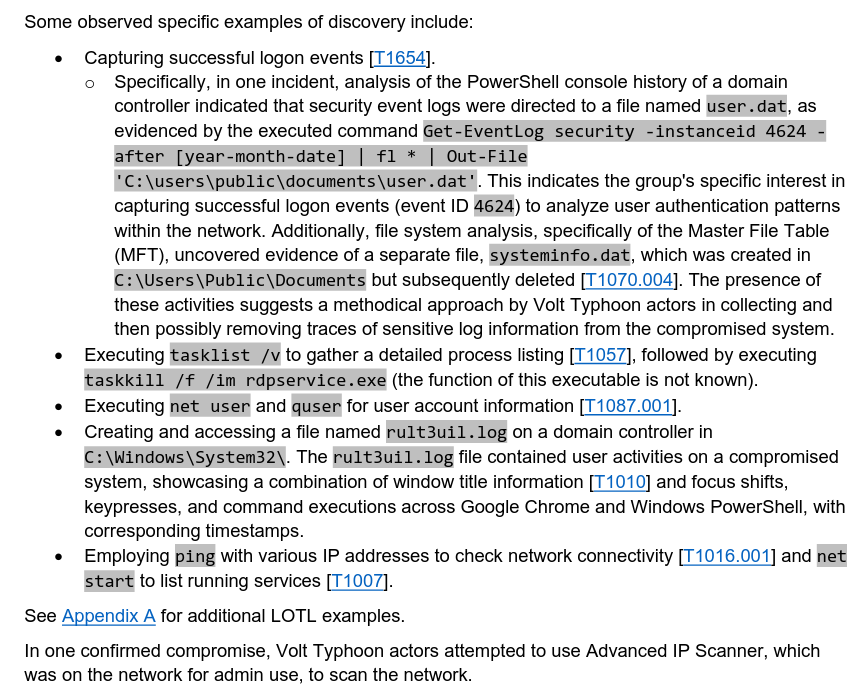 Some observed specific examples of discovery include:
• Capturing successful logon events [T1654].
o Specifically, in one incident, analysis of the PowerShell console history of a domain
controller indicated that security event logs were directed to a file named user.dat, as
evidenced by the executed command Get-EventLog security -instanceid 4624 -
after [year-month-date] | fl * | Out-File
'C:\users\public\documents\user.dat'. This indicates the group's specific interest in
capturing successful logon events (event ID 4624) to analyze user authentication patterns
within the network. Additionally, file system analysis, specifically of the Master File Table
(MFT), uncovered evidence of a separate file, systeminfo.dat, which was created in
C:\Users\Public\Documents but subsequently deleted [T1070.004]. The presence of
these activities suggests a methodical approach by Volt Typhoon actors in collecting and
then possibly removing traces of sensitive log information from the compromised system.
• Executing tasklist /v to gather a detailed process listing [T1057], followed by executing
taskkill /f /im rdpservice.exe (the function of this executable is not known).
• Executing net user and quser for user account information [T1087.001].
• Creating and accessing a file named rult3uil.log on a domain controller in
C:\Windows\System32\. The rult3uil.log file contained user activities on a compromised
system, showcasing a combination of window title information [T1010] and focus shifts,
keypresses, and command executions across Google Chrome and Windows PowerShell, with
corresponding timestamps.
• Employing ping with various IP addresses to check network connectivity [T1016.001] and net
start to list running services [T1007].
See Appendix A for additional LOTL examples.
In one confirmed compromise, Volt Typhoon actors attempted to use Advanced IP Scanner, which
was on the network for admin use, to scan the network.